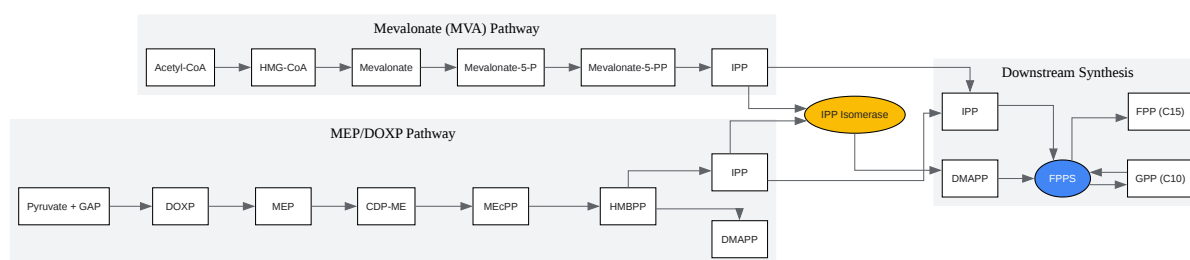 Mevalonate (MVA) Pathway
Acetyl-CoA
HMG-CoA
Mevalonate
Mevalonate-5-P
Mevalonate-5-PP
IPP
IPP Isomerase
MEP/DOXP Pathway
Pyruvate + GAP
DOXP
MEP
CDP-ME
MEcPP
HMBPP
IPP
DMAPP
Downstream Synthesis
IPP
FPP (C15)
DMAPP
FPPS
GPP (C10)